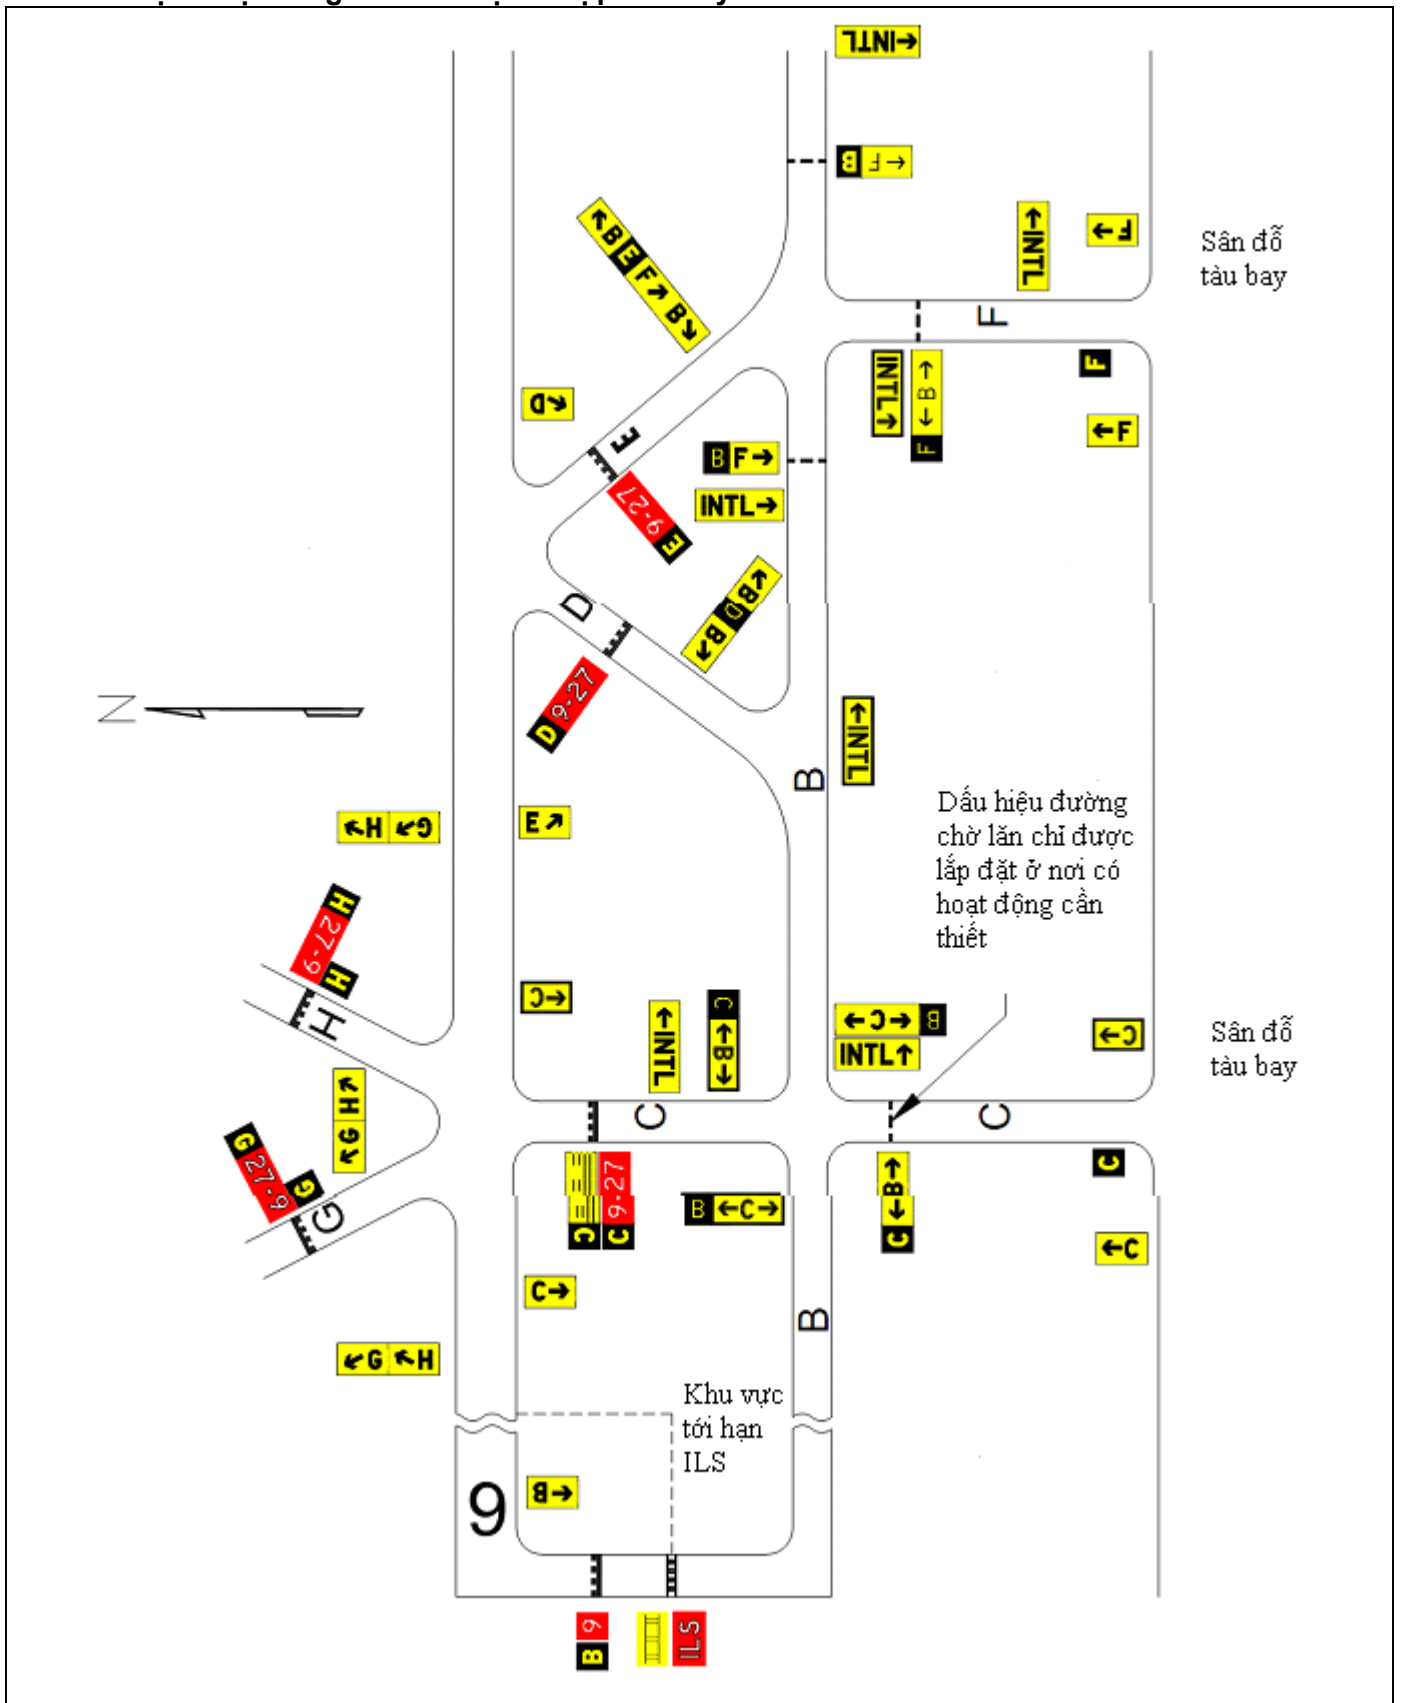 ←INTL
B ←F
←INTL
←F
Sân đỗ
tàu bay
↖B E F↗ B↘
F
D
INTL→
F ←B→
F
←F
E
B F→
9-27 E
INTL→
D
←B D B→
D 9-27
N
←INTL
B
Dấu hiệu đường
chờ lăn chỉ được
lắp đặt ở nơi có
hoạt động cần
thiết
H G
E↗
H 27-9 H
C
←INTL
C ←B→
←C→ B
INTL↑
←C
Sân đỗ
tàu bay
H
C
C
↖G H↗
G 27-9 G
C
C 9-27
C ←B→
C
G
B ←C→
←C
C→
B
↙G ↖H
Khu vực
tới hạn
ILS
9
B→
B 9
ILS